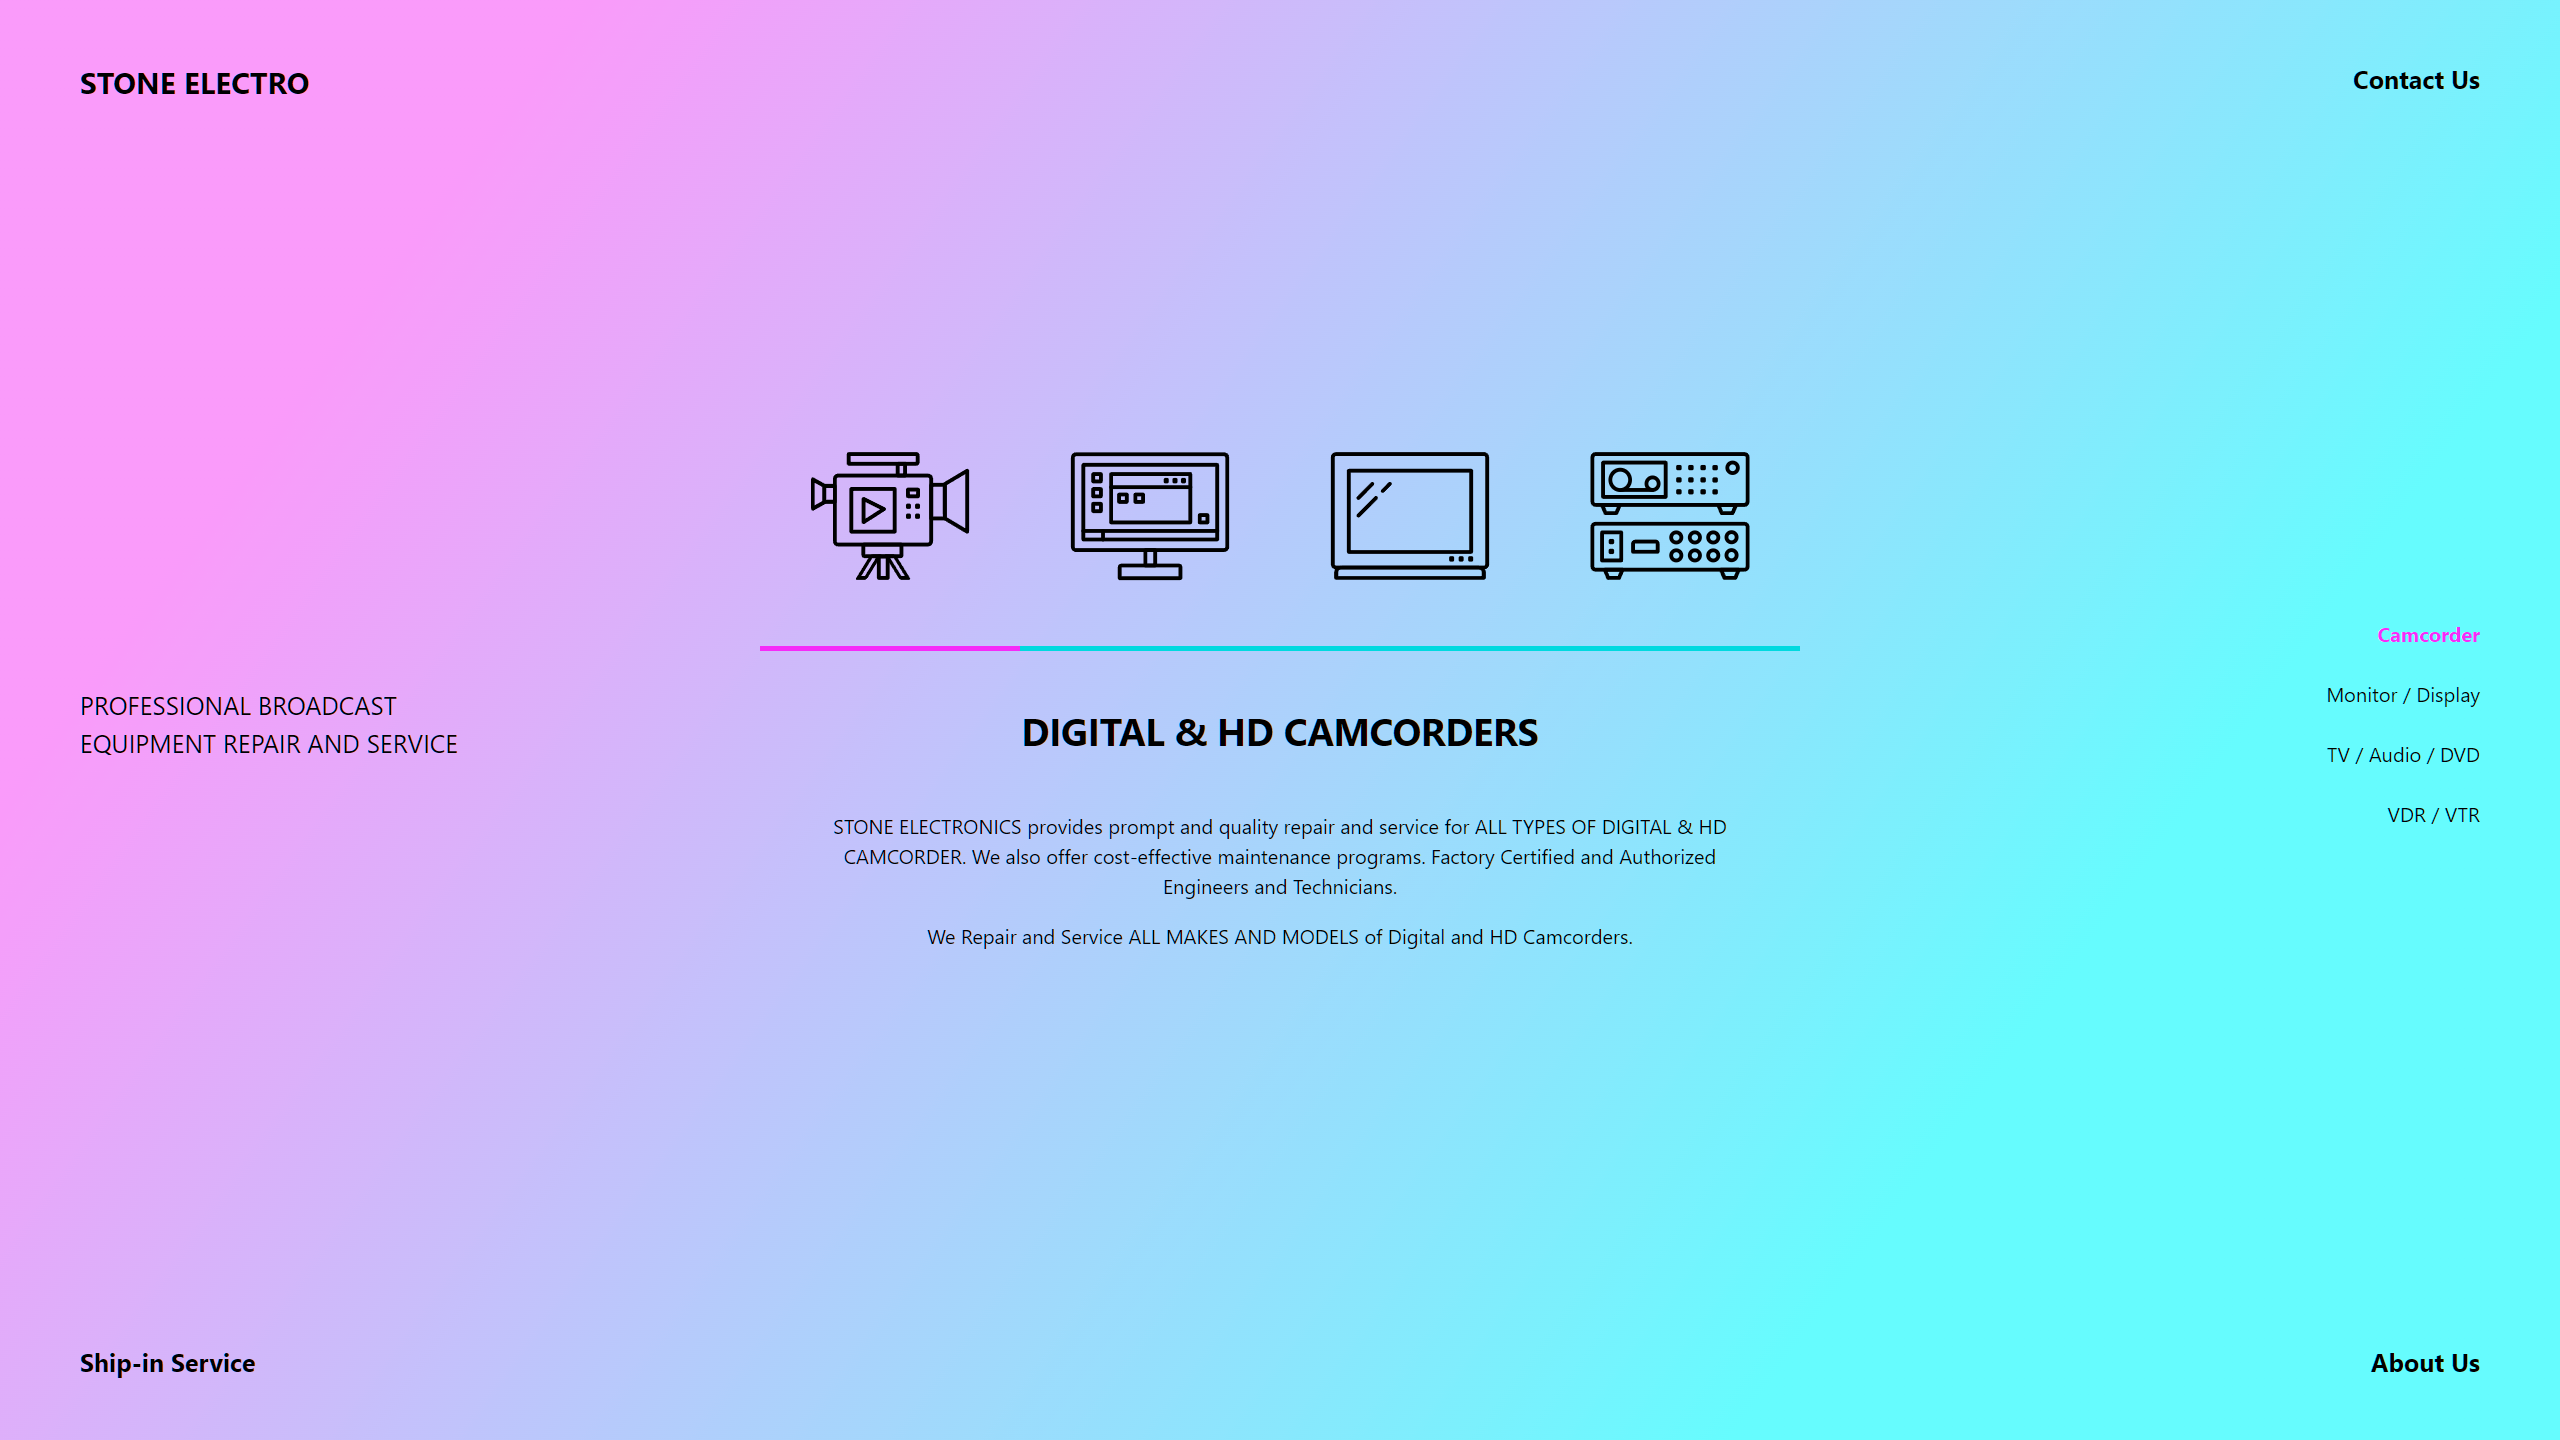 STONE ELECTRO
Contact Us
PROFESSIONAL BROADCAST
EQUIPMENT REPAIR AND SERVICE
DIGITAL & HD CAMCORDERS
STONE ELECTRONICS provides prompt and quality repair and service for ALL TYPES OF DIGITAL & HD
CAMCORDER. We also offer cost-effective maintenance programs. Factory Certified and Authorized
Engineers and Technicians.
We Repair and Service ALL MAKES AND MODELS of Digital and HD Camcorders.
Camcorder
Monitor / Display
TV / Audio / DVD
VDR / VTR
Ship-in Service
About Us